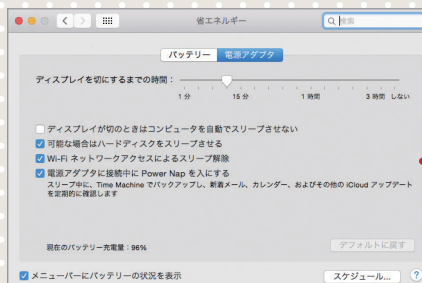 省エネルギー
検索
バッテリー 電源アダプタ
ディスプレイを切にするまでの時間：
1分 15分 1時間 3時間 しない
ディスプレイが切のときはコンピュータを自動でスリープさせない
可能な場合はハードディスクをスリープさせる
Wi-Fi ネットワークアクセスによるスリープ解除
電源アダプタに接続中に Power Nap を入にする
スリープ中に、Time Machine でバックアップし、新着メール、カレンダー、およびその他の iCloud アップデート
を定期的に確認します
現在のバッテリー充電量：96%
デフォルトに戻す
メニューバーにバッテリーの状況を表示
スケジュール... ?